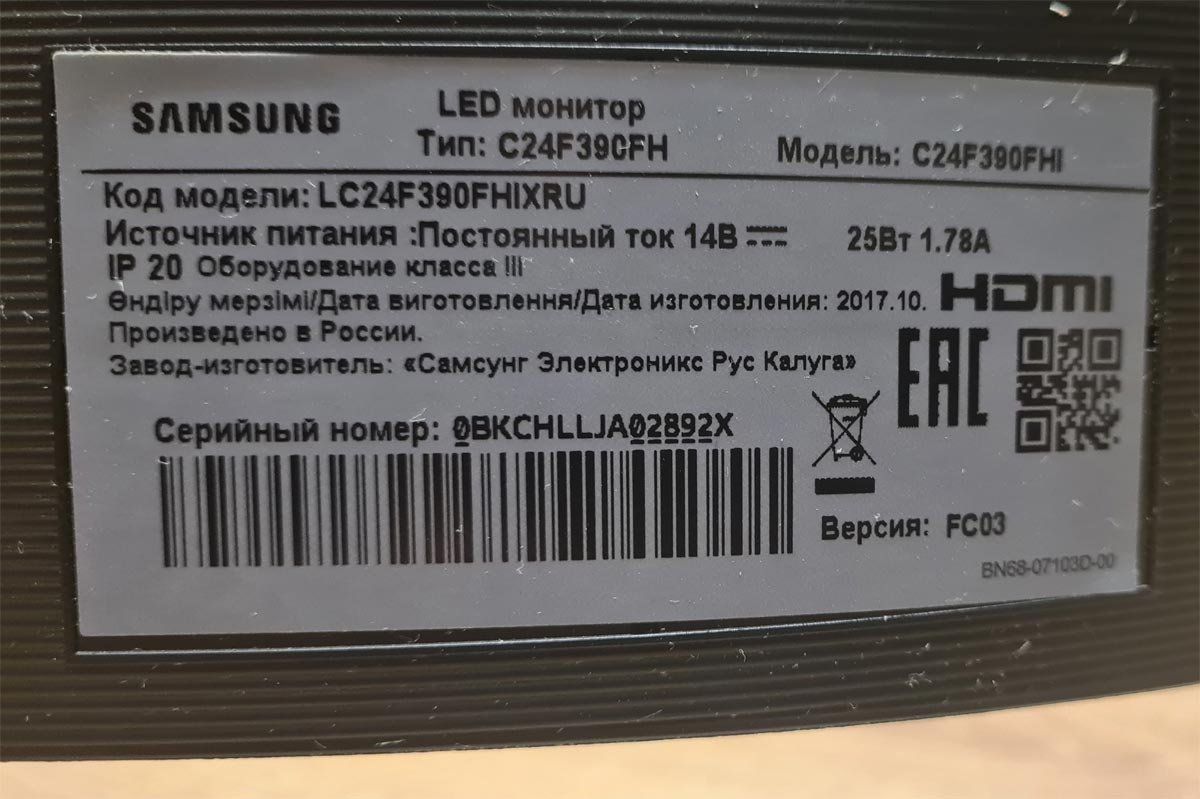 SAMSUNG
LED монитор
Тип: C24F390FH
Модель: C24F390FHI
Код модели: LC24F390FHIXRU
Источник питания :Постоянный ток 14В 25Вт 1.78А
IP 20 Оборудование класса III
Өндіру мерзімі/Дата виготовлення/Дата изготовления: 2017.10.
HDMI
Произведено в России.
Завод-изготовитель: «Самсунг Электроникс Рус Калуга»
EAC
Серийный номер: 0BKCHLLJA02892X
Версия: FC03
BN68-07103D-00